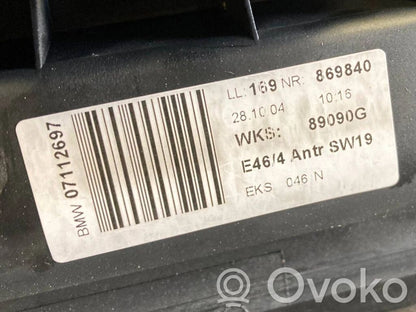 BMW 07112697
LL: 169 NR: 869840
28.10.04 10:16
WKS: 89090G
E46/4 Antr SW19
EKS 046 N
Ovoko